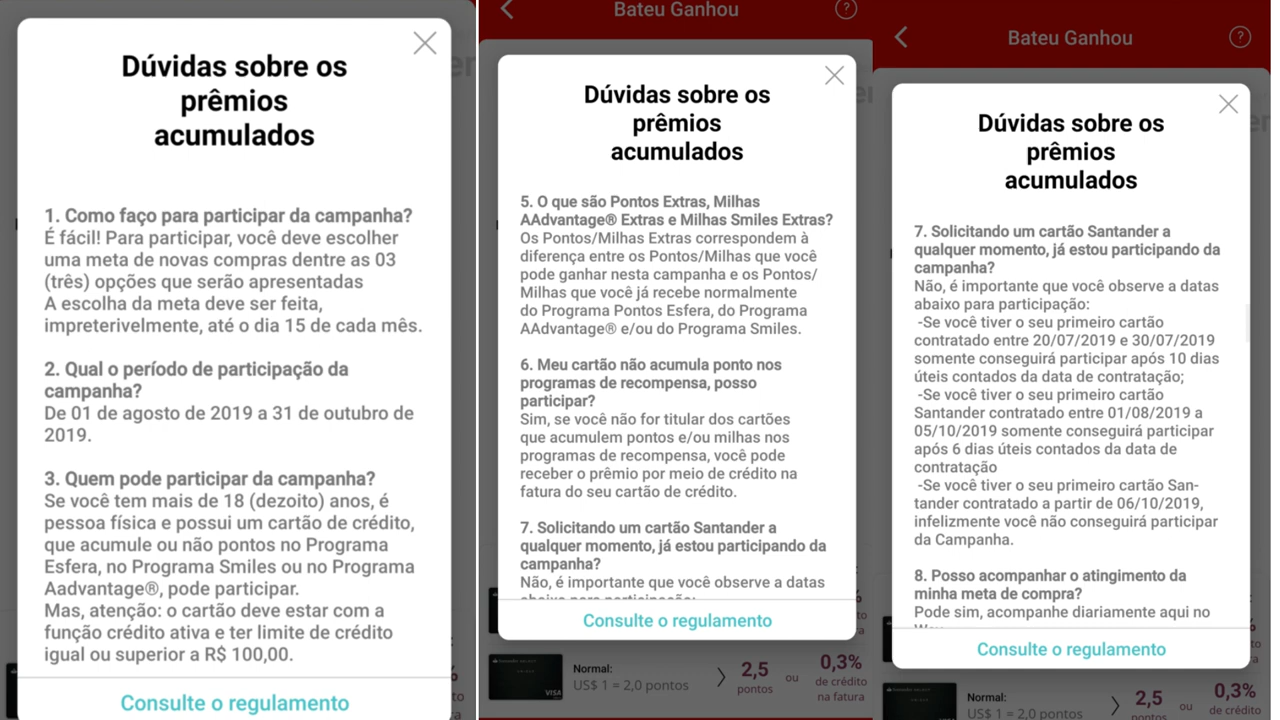 Dúvidas sobre os
prêmios
acumulados
1. Como faço para participar da campanha?
É fácil! Para participar, você deve escolher
uma meta de novas compras dentre as 03
(três) opções que serão apresentadas
A escolha da meta deve ser feita,
impreterivelmente, até o dia 15 de cada mês.
2. Qual o período de participação da
campanha?
De 01 de agosto de 2019 a 31 de outubro de
2019.
3. Quem pode participar da campanha?
Se você tem mais de 18 (dezoito) anos, é
pessoa física e possui um cartão de crédito,
que acumule ou não pontos no Programa
Esfera, no Programa Smiles ou no Programa
Aadvantage®, pode participar.
Mas, atenção: o cartão deve estar com a
função crédito ativa e ter limite de crédito
igual ou superior a R$ 100,00.
Consulte o regulamento
Bateu Ganhou
?
Dúvidas sobre os
prêmios
acumulados
5. O que são Pontos Extras, Milhas
AAdvantage® Extras e Milhas Smiles Extras?
Os Pontos/Milhas Extras correspondem à
diferença entre os Pontos/Milhas que você
pode ganhar nesta campanha e os Pontos/
Milhas que você já recebe normalmente
do Programa Pontos Esfera, do Programa
AAdvantage® e/ou do Programa Smiles.
6. Meu cartão não acumula ponto nos
programas de recompensa, posso
participar?
Sim, se você não for titular dos cartões
que acumulem pontos e/ou milhas nos
programas de recompensa, você pode
receber o prêmio por meio de crédito na
fatura do seu cartão de crédito.
7. Solicitando um cartão Santander a
qualquer momento, já estou participando da
campanha?
Não, é importante que você observe a datas
abaixo para participação:
Consulte o regulamento
Normal:
US$ 1 = 2,0 pontos
2,5
pontos
ou
0,3%
de crédito
na fatura
VISA
Bateu Ganhou
?
Dúvidas sobre os
prêmios
acumulados
7. Solicitando um cartão Santander a
qualquer momento, já estou participando da
campanha?
Não, é importante que você observe a datas
abaixo para participação:
-Se você tiver o seu primeiro cartão
contratado entre 20/07/2019 e 30/07/2019
somente conseguirá participar após 10 dias
úteis contados da data de contratação;
-Se você tiver o seu primeiro cartão
Santander contratado entre 01/08/2019 a
05/10/2019 somente conseguirá participar
após 6 dias úteis contados da data de
contratação
-Se você tiver o seu primeiro cartão San-
tander contratado a partir de 06/10/2019,
infelizmente você não conseguirá participar
da Campanha.
8. Posso acompanhar o atingimento da
minha meta de compra?
Pode sim, acompanhe diariamente aqui no
Way
Consulte o regulamento
Normal:
US$ 1 = 2,0 pontos
2,5
pontos
ou
0,3%
de crédito